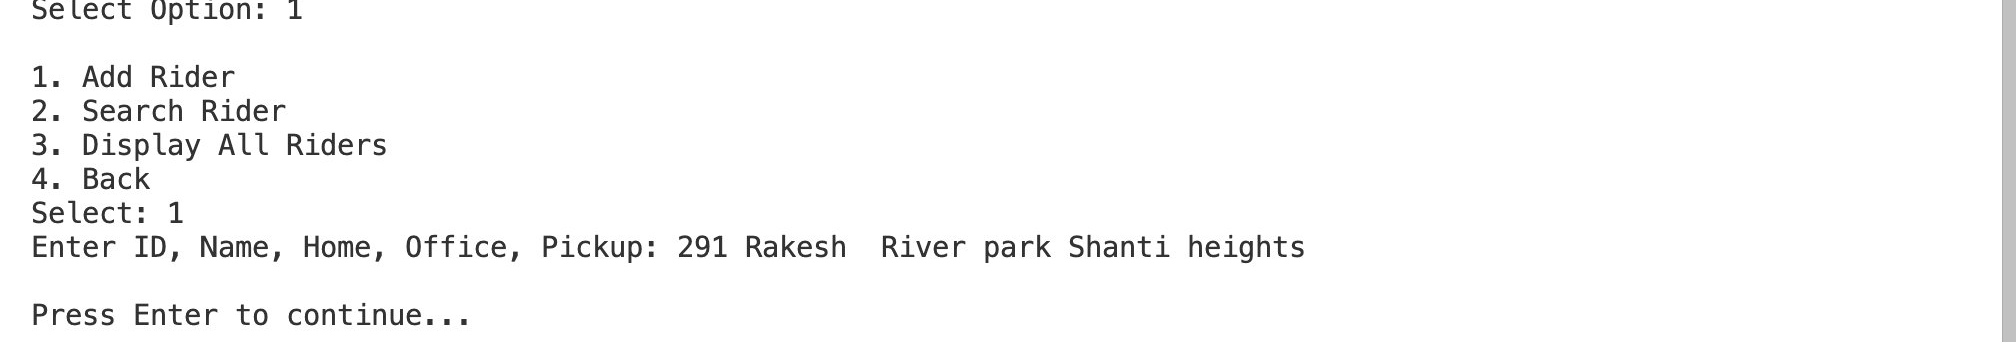 Select Option: 1
1. Add Rider
2. Search Rider
3. Display All Riders
4. Back
Select: 1
Enter ID, Name, Home, Office, Pickup: 291 Rakesh  River park Shanti heights
Press Enter to continue...